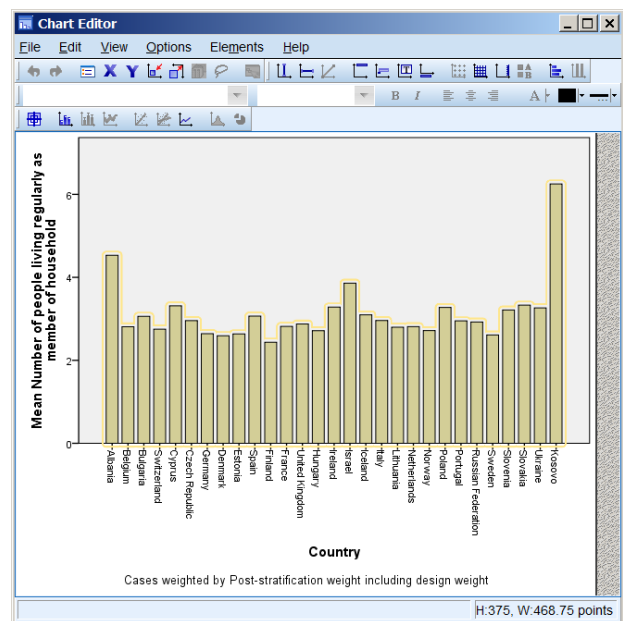 Chart Editor
File Edit View Options Elements Help
X Y
B I A
Mean Number of people living regularly as
member of household
6
4
2
0
Albania
Belgium
Bulgaria
Switzerland
Cyprus
Czech Republic
Germany
Denmark
Estonia
Spain
Finland
France
United Kingdom
Hungary
Ireland
Israel
Iceland
Italy
Lithuania
Netherlands
Norway
Poland
Portugal
Russian Federation
Sweden
Slovenia
Slovakia
Ukraine
Kosovo
Country
Cases weighted by Post-stratification weight including design weight
H:375, W:468.75 points